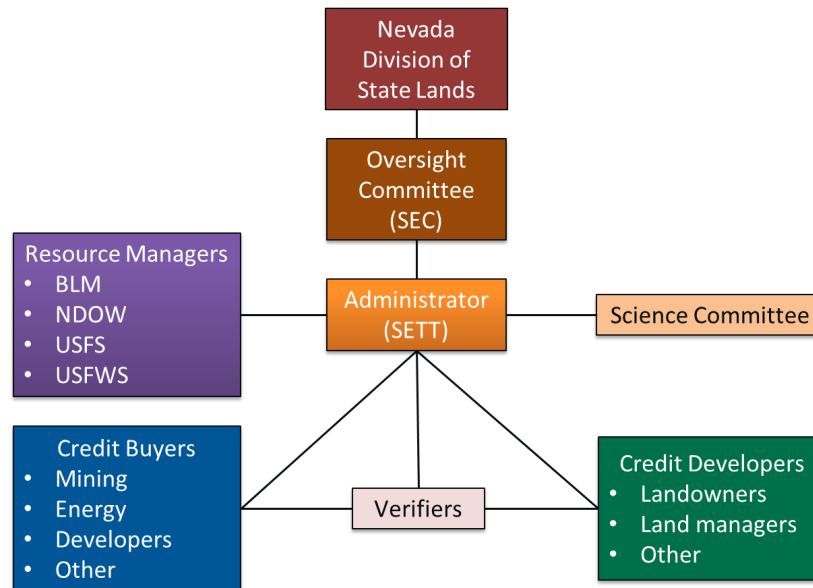 Nevada
Division of
State Lands
Oversight
Committee
(SEC)
Resource Managers
• BLM
• NDOW
• USFS
• USFWS
Administrator
(SETT)
Science Committee
Credit Buyers
• Mining
• Energy
• Developers
• Other
Verifiers
Credit Developers
• Landowners
• Land managers
• Other